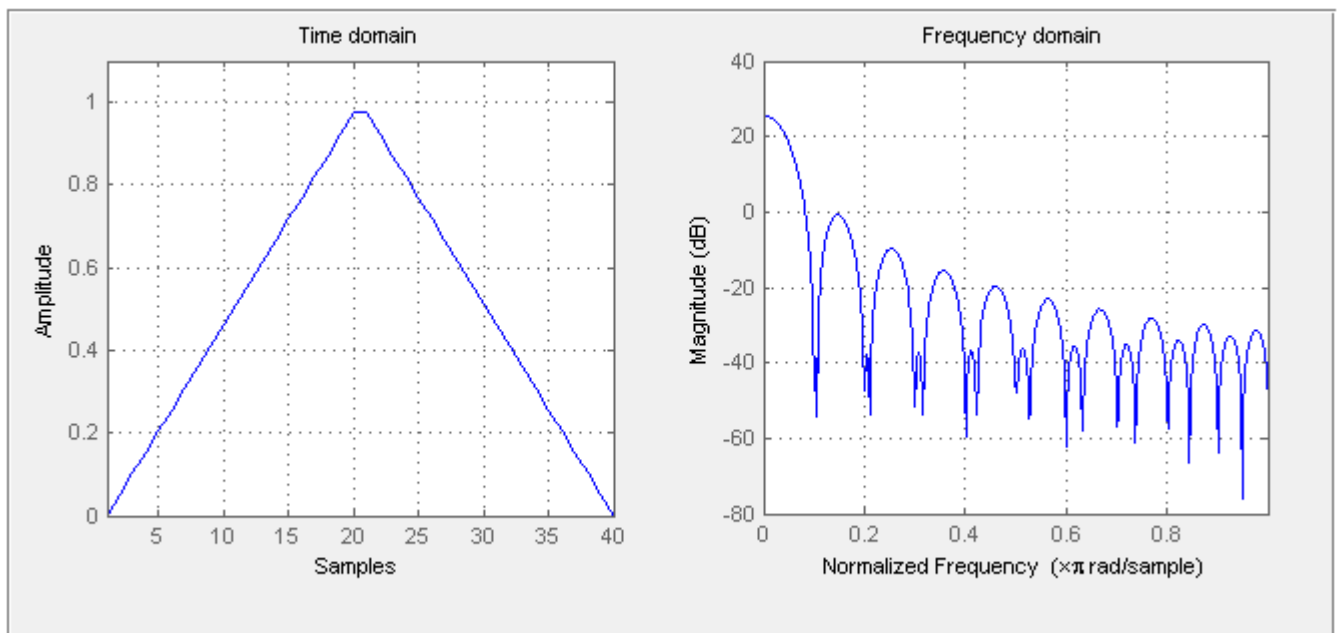 Time domain
Amplitude
1
0.8
0.6
0.4
0.2
0
5 10 15 20 25 30 35 40
Samples
Frequency domain
Magnitude (dB)
40
20
0
-20
-40
-60
-80
0 0.2 0.4 0.6 0.8
Normalized Frequency (×π rad/sample)